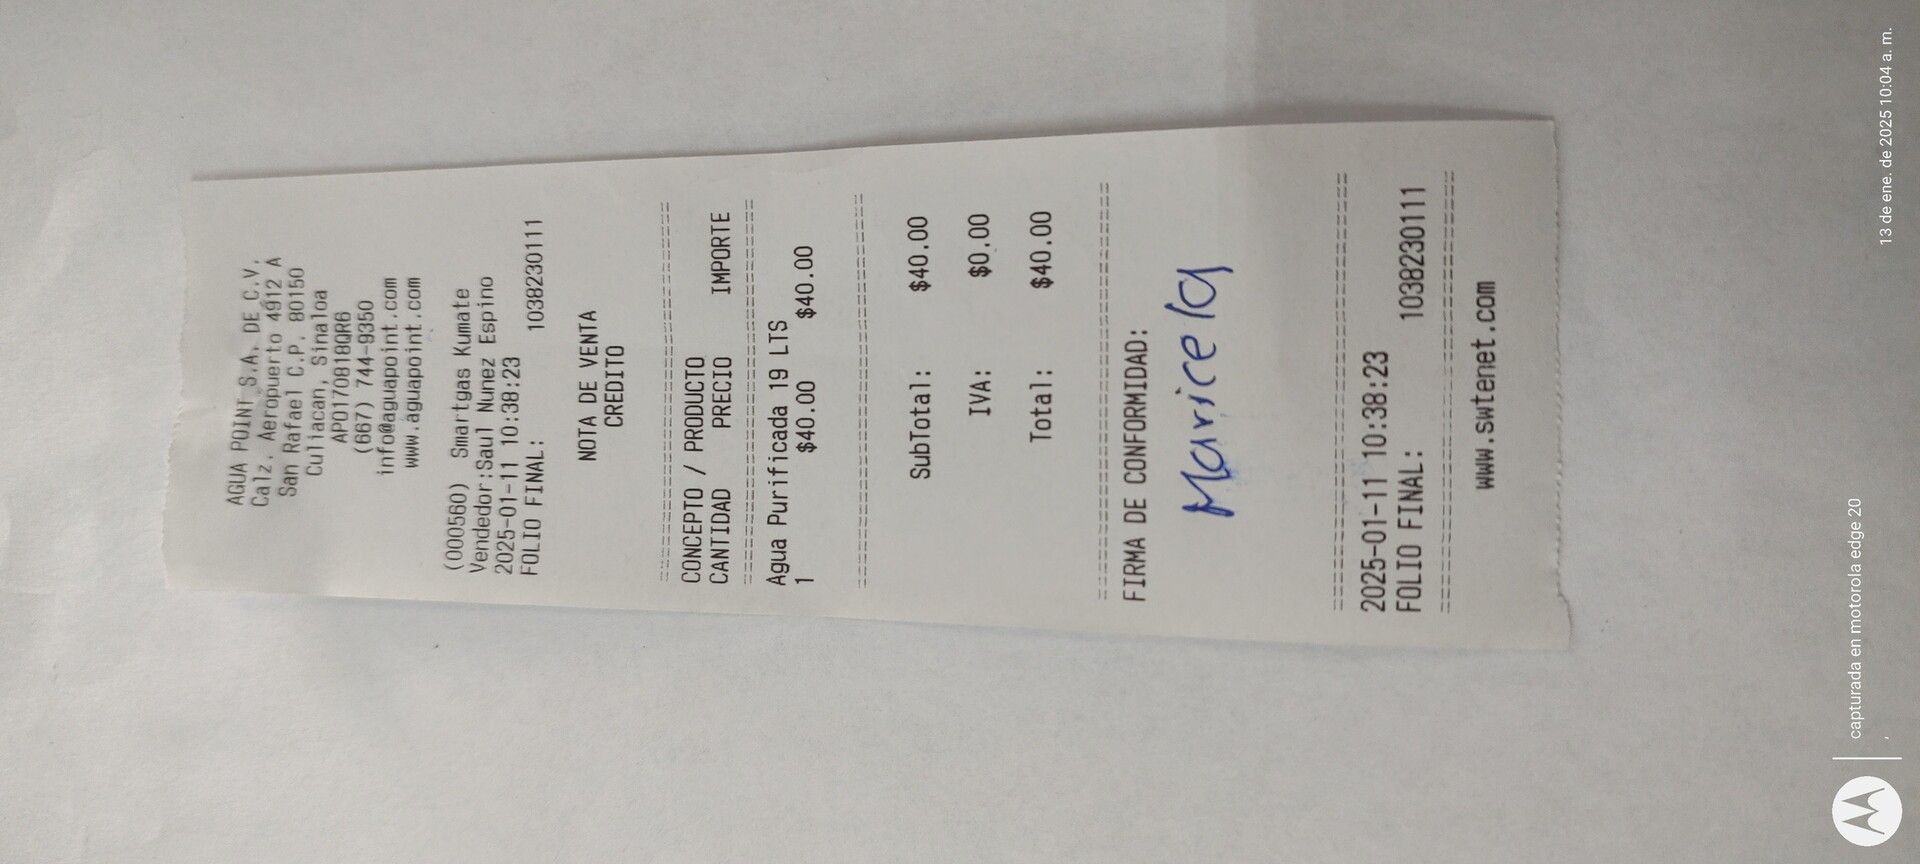 AGUA POINT S.A. DE C.V.
Calz. Aeropuerto 4912 A
San Rafael C.P. 80150
Culiacan, Sinaloa
APO170818QR6
(667) 744-9350
info@aguapoint.com
www.aguapoint.com
(000560) Smartgas Kumate
Vendedor:Saul Nunez Espino
2025-01-11 10:38:23
FOLIO FINAL: 10382301111
NOTA DE VENTA
CREDITO
CONCEPTO / PRODUCTO
CANTIDAD PRECIO IMPORTE
Agua Purificada 19 LTS
1 $40.00 $40.00
SubTotal: $40.00
IVA: $0.00
Total: $40.00
FIRMA DE CONFORMIDAD:
Maricela
2025-01-11 10:38:23
FOLIO FINAL: 10382301111
www.swtenet.com
capturada en motorola edge 20
,
13 de ene. de 2025 10:04 a. m.